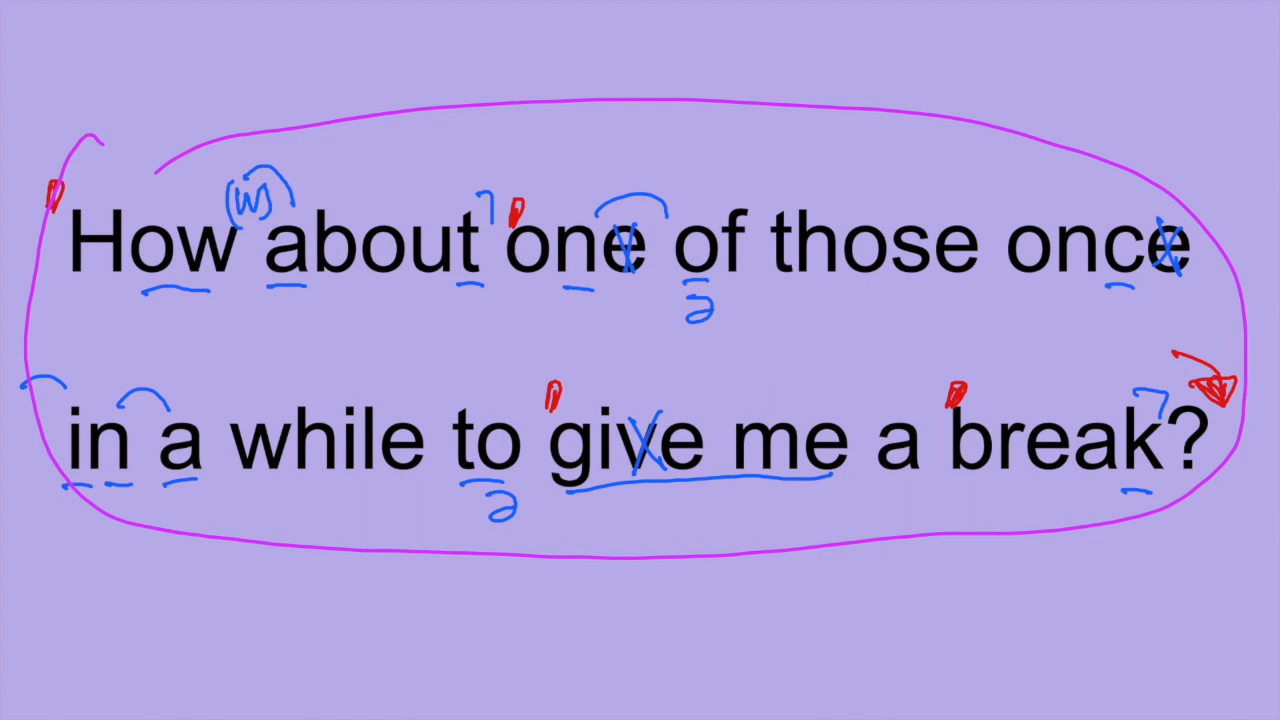 (w)
How about one of those once
ə
in a while to give me a break?
ə